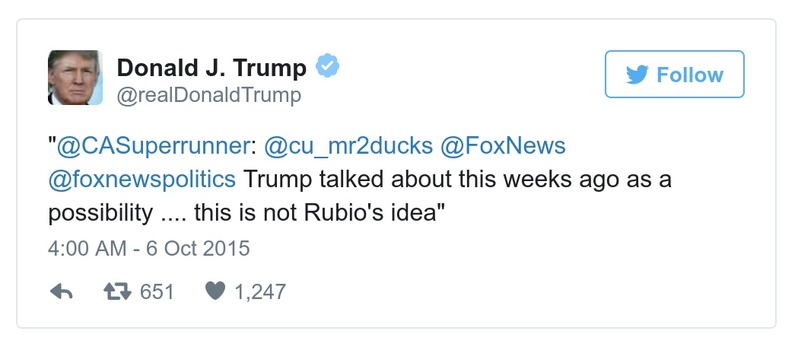 Donald J. Trump
@realDonaldTrump
Follow
"@CASuperrunner: @cu_mr2ducks @FoxNews
@foxnewspolitics Trump talked about this weeks ago as a
possibility .... this is not Rubio's idea"
4:00 AM - 6 Oct 2015
651 1,247